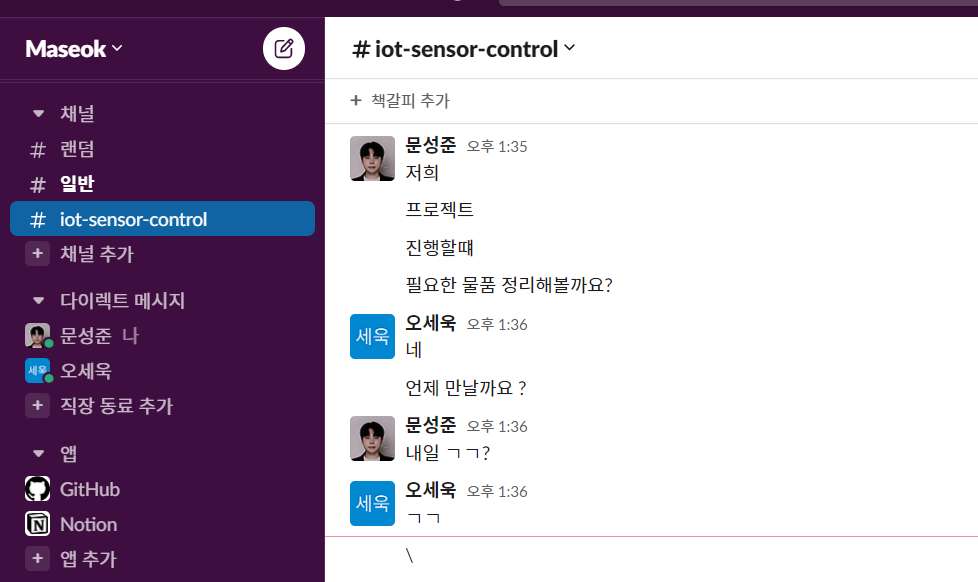 Maseok
채널
# 랜덤
# 일반
# iot-sensor-control
+ 채널 추가
다이렉트 메시지
문성준 나
세욱 오세욱
+ 직장 동료 추가
앱
GitHub
Notion
+ 앱 추가
# iot-sensor-control
+ 책갈피 추가
문성준 오후 1:35
저희
프로젝트
진행할떄
필요한 물품 정리해볼까요?
세욱
오세욱 오후 1:36
네
언제 만날까요 ?
문성준 오후 1:36
내일 ㄱㄱ?
세욱
오세욱 오후 1:36
ㄱㄱ
\